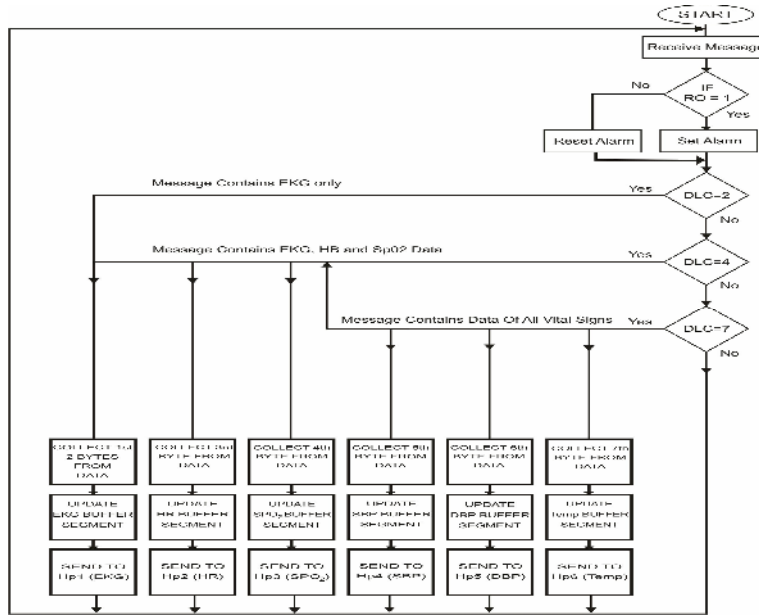 START
Receive Message
IF
RO = 1
No
Yes
Reset Alarm
Set Alarm
Message Contains EKG only
Yes
DLC=2
No
Message Contains EKG, HR and Sp02 Data
Yes
DLC=4
No
Message Contains Data Of All Vital Signs
Yes
DLC=7
No
COLLECT 1st
2 BYTES
FROM
DATA
COLLECT 3rd
BYTE FROM
DATA
COLLECT 4th
BYTE FROM
DATA
COLLECT 5th
BYTE FROM
DATA
COLLECT 6th
BYTE FROM
DATA
COLLECT 7th
BYTE FROM
DATA
UPDATE
EKG BUFFER
SEGMENT
UPDATE
HR BUFFER
SEGMENT
UPDATE
SPO₂ BUFFER
SEGMENT
UPDATE
SBP BUFFER
SEGMENT
UPDATE
DBP BUFFER
SEGMENT
UPDATE
Temp BUFFER
SEGMENT
SEND TO
Hp1 (EKG)
SEND TO
Hp2 (HR)
SEND TO
Hp3 (SPO₂)
SEND TO
Hp4 (SBP)
SEND TO
Hp5 (DBP)
SEND TO
Hp6 (Temp)